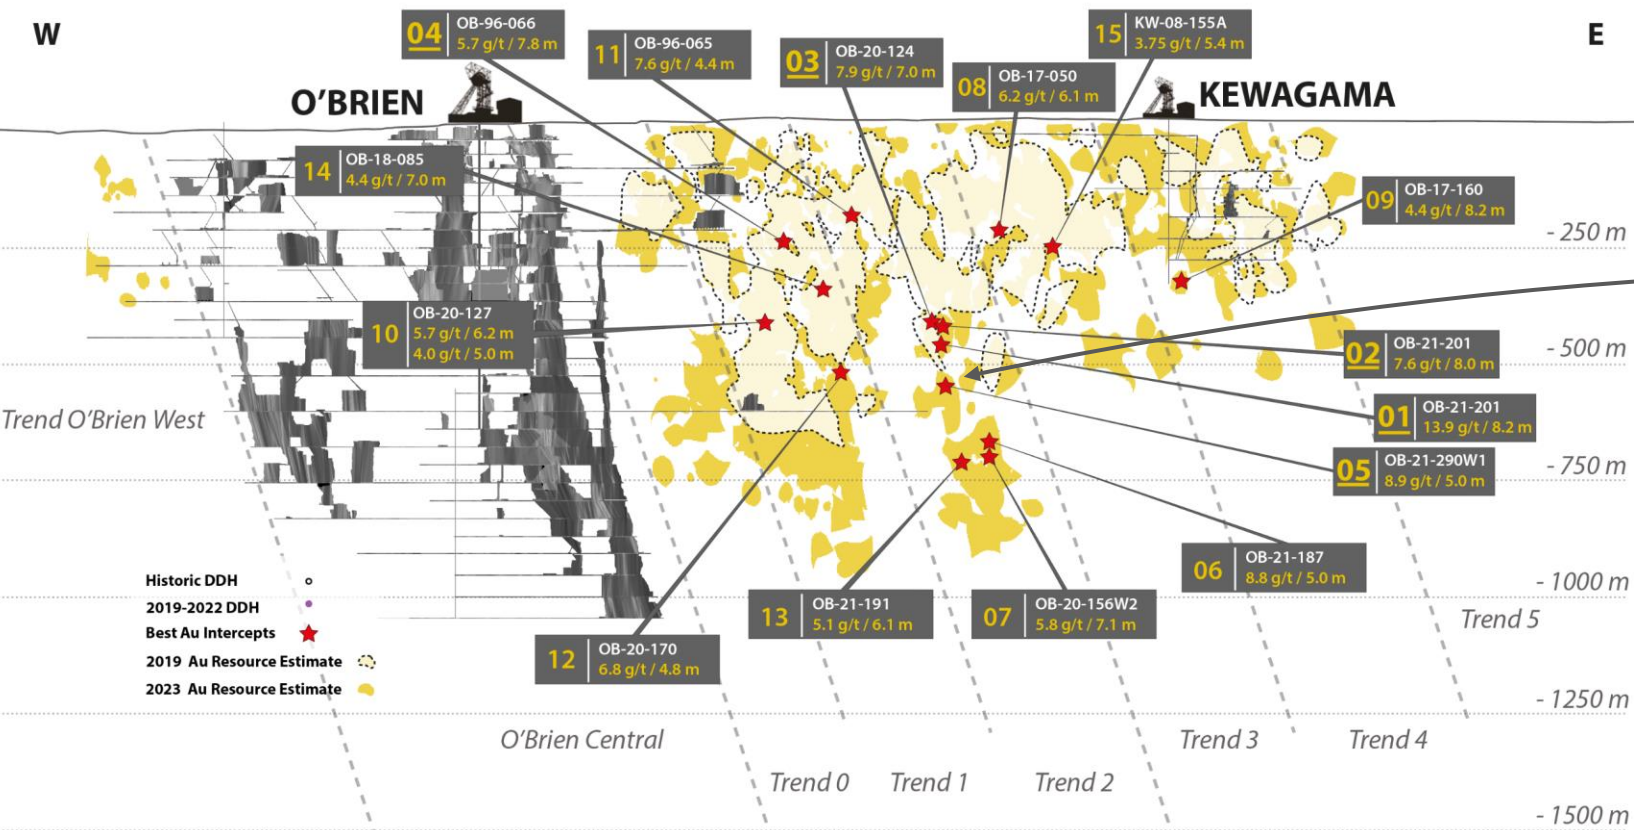 W
E
04
OB-96-066
5.7 g/t / 7.8 m
11
OB-96-065
7.6 g/t / 4.4 m
03
OB-20-124
7.9 g/t / 7.0 m
08
OB-17-050
6.2 g/t / 6.1 m
15
KW-08-155A
3.75 g/t / 5.4 m
O'BRIEN
KEWAGAMA
14
OB-18-085
4.4 g/t / 7.0 m
09
OB-17-160
4.4 g/t / 8.2 m
- 250 m
10
OB-20-127
5.7 g/t / 6.2 m
4.0 g/t / 5.0 m
02
OB-21-201
7.6 g/t / 8.0 m
- 500 m
Trend O'Brien West
01
OB-21-201
13.9 g/t / 8.2 m
05
OB-21-290W1
8.9 g/t / 5.0 m
- 750 m
06
OB-21-187
8.8 g/t / 5.0 m
- 1000 m
Historic DDH
2019-2022 DDH
Best Au Intercepts
2019 Au Resource Estimate
2023 Au Resource Estimate
13
OB-21-191
5.1 g/t / 6.1 m
07
OB-20-156W2
5.8 g/t / 7.1 m
12
OB-20-170
6.8 g/t / 4.8 m
Trend 5
- 1250 m
O'Brien Central
Trend 3
Trend 4
Trend 0
Trend 1
Trend 2
- 1500 m